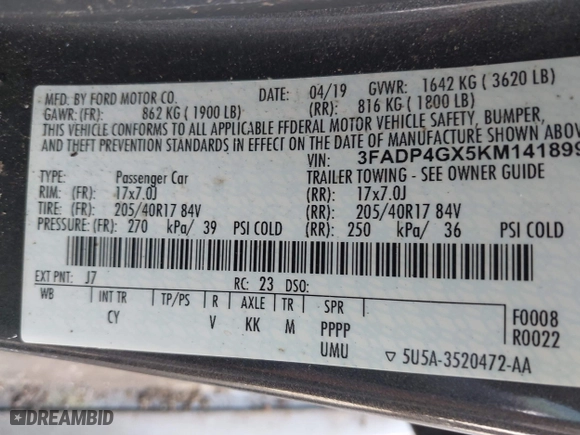 MFD. BY FORD MOTOR CO.
DATE: 04/19 GVWR: 1642 KG ( 3620 LB)
GAWR: (FR): 862 KG ( 1900 LB) (RR): 816 KG ( 1800 LB)
THIS VEHICLE CONFORMS TO ALL APPLICABLE FFDERAL MOTOR VEHICLE SAFETY, BUMPER,
AND THEFT PREVENTION STANDARDS IN EFFECT ON THE DATE OF MANUFACTURE SHOWN ABOVE
VIN: 3FADP4GX5KM141899
TYPE: Passenger Car TRAILER TOWING - SEE OWNER GUIDE
RIM: (FR): 17x7.0J (RR): 17x7.0J
TIRE: (FR): 205/40R17 84V (RR): 205/40R17 84V
PRESSURE: (FR): 270 kPa/ 39 PSI COLD (RR): 250 kPa/ 36 PSI COLD
EXT PNT: J7 RC: 23 DSO:
WB INT TR TP/PS R AXLE TR SPR F0008
CY V KK M PPPP R0022
UMU ▽ 5U5A-3520472-AA
DREAMBID